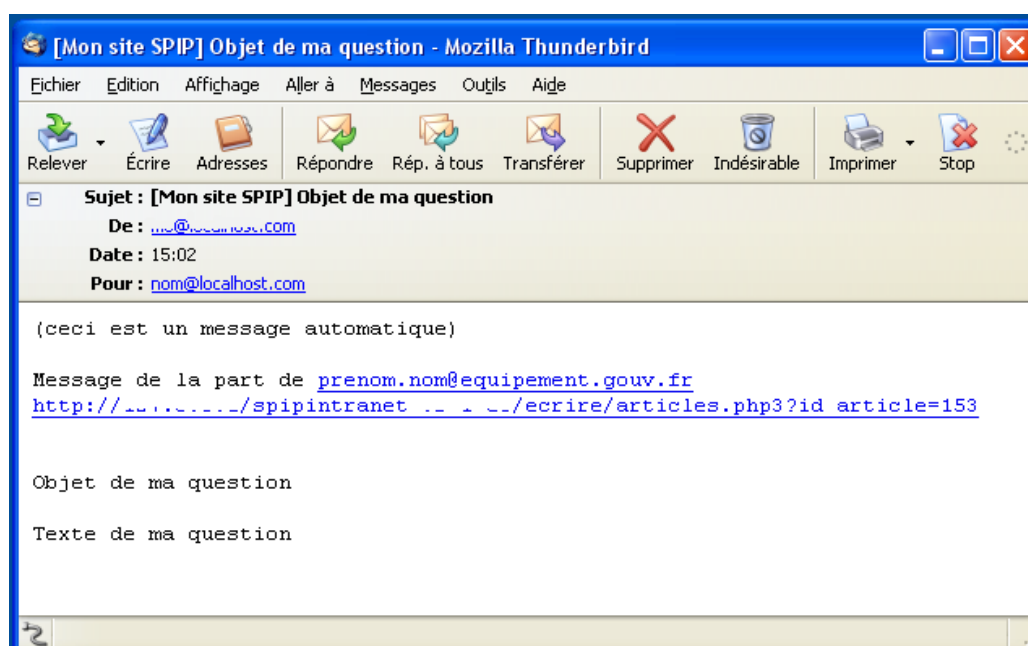 [Mon site SPIP] Objet de ma question - Mozilla Thunderbird
Fichier Edition Affichage Aller à Messages Outils Aide
Relever Écrire Adresses Répondre Rép. à tous Transférer Supprimer Indésirable Imprimer Stop
Sujet : [Mon site SPIP] Objet de ma question
De :
Date : 15:02
Pour : nom@localhost.com
(ceci est un message automatique)
Message de la part de prenom.nom@equipement.gouv.fr
http:// /spipintranet /ecrire/articles.php3?id_article=153
Objet de ma question
Texte de ma question